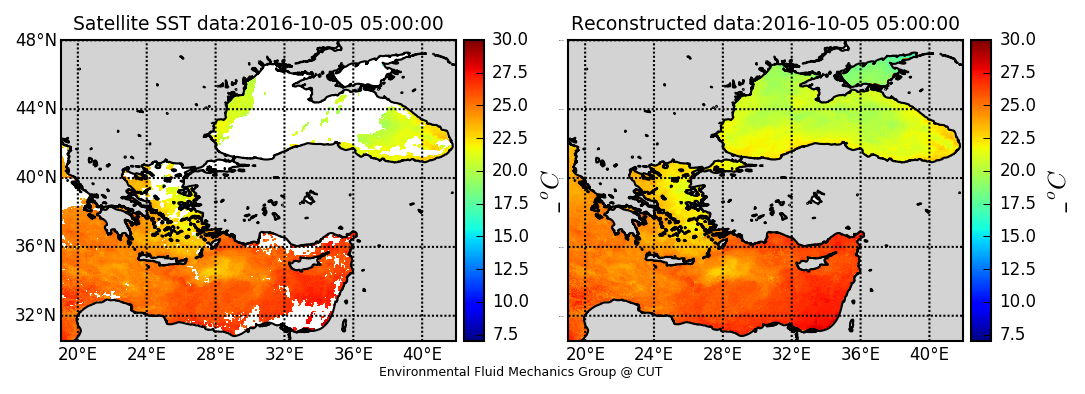 Satellite SST data:2016-10-05 05:00:00
48°N
44°N
40°N
36°N
32°N
20°E 24°E 28°E 32°E 36°E 40°E
30.0
27.5
25.0
22.5
20.0
17.5
15.0
12.5
10.0
7.5
_°C
Reconstructed data:2016-10-05 05:00:00
20°E 24°E 28°E 32°E 36°E 40°E
30.0
27.5
25.0
22.5
20.0
17.5
15.0
12.5
10.0
7.5
_°C
Environmental Fluid Mechanics Group @ CUT